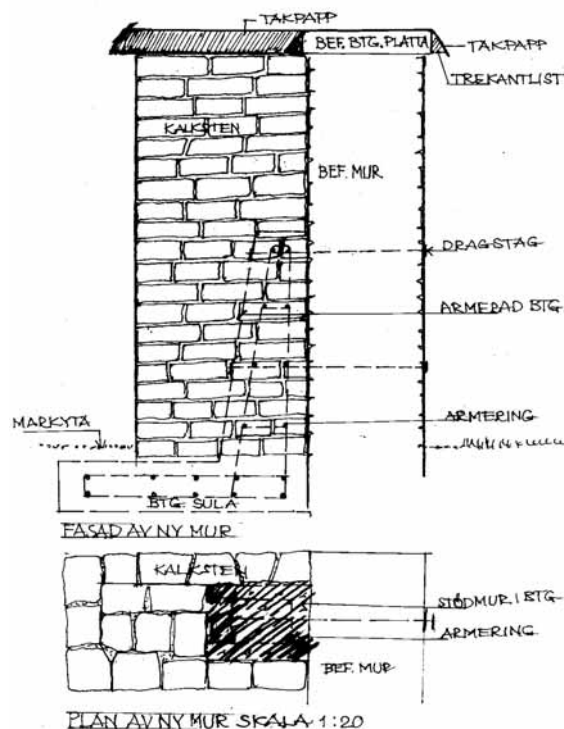 TAKPAPP
BEF. BTG. PLATTA
TAKPAPP
TREKANTLIST
KALKSTEN
BEF. MUR
DRAGSTAG
ARMERAD BTG
MARKYTA
ARMERING
BTG. SULA
FASAD AV NY MUR
KALKSTEN
STÖDMUR I BTG
ARMERING
BEF. MUR
PLAN AV NY MUR SKALA 1:20